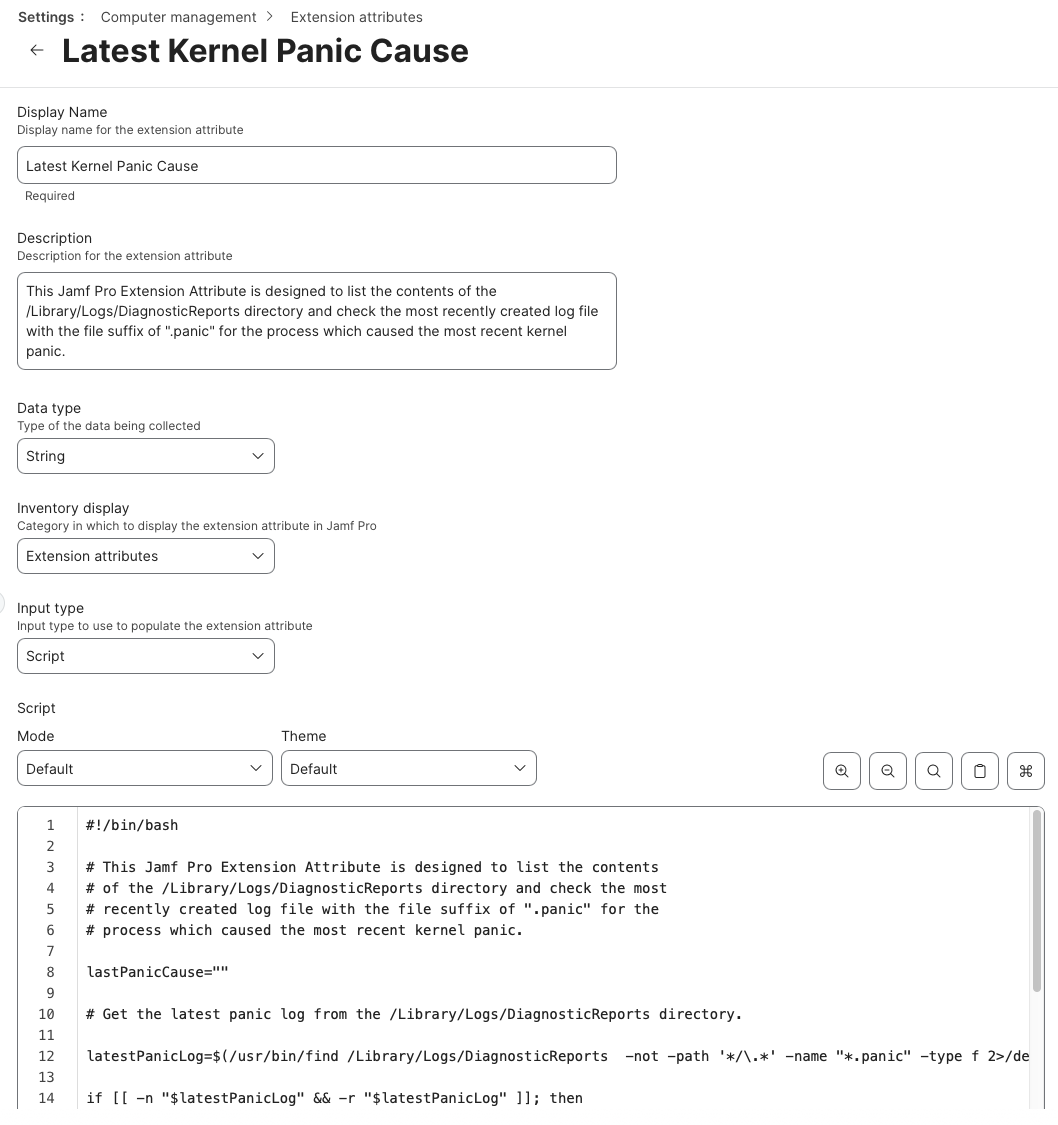 Settings : Computer management > Extension attributes
← Latest Kernel Panic Cause
Display Name
Display name for the extension attribute
Latest Kernel Panic Cause
Required
Description
Description for the extension attribute
This Jamf Pro Extension Attribute is designed to list the contents of the
/Library/Logs/DiagnosticReports directory and check the most recently created log file
with the file suffix of ".panic" for the process which caused the most recent kernel
panic.
Data type
Type of the data being collected
String
Inventory display
Category in which to display the extension attribute in Jamf Pro
Extension attributes
Input type
Input type to use to populate the extension attribute
Script
Script
Mode Theme
Default Default
1 #!/bin/bash
2
3 # This Jamf Pro Extension Attribute is designed to list the contents
4 # of the /Library/Logs/DiagnosticReports directory and check the most
5 # recently created log file with the file suffix of ".panic" for the
6 # process which caused the most recent kernel panic.
7
8 lastPanicCause=""
9
10 # Get the latest panic log from the /Library/Logs/DiagnosticReports directory.
11
12 latestPanicLog=$(/usr/bin/find /Library/Logs/DiagnosticReports  -not -path '*/\.*' -name "*.panic" -type f 2>/de
13
14 if [[ -n "$latestPanicLog" && -r "$latestPanicLog" ]]; then